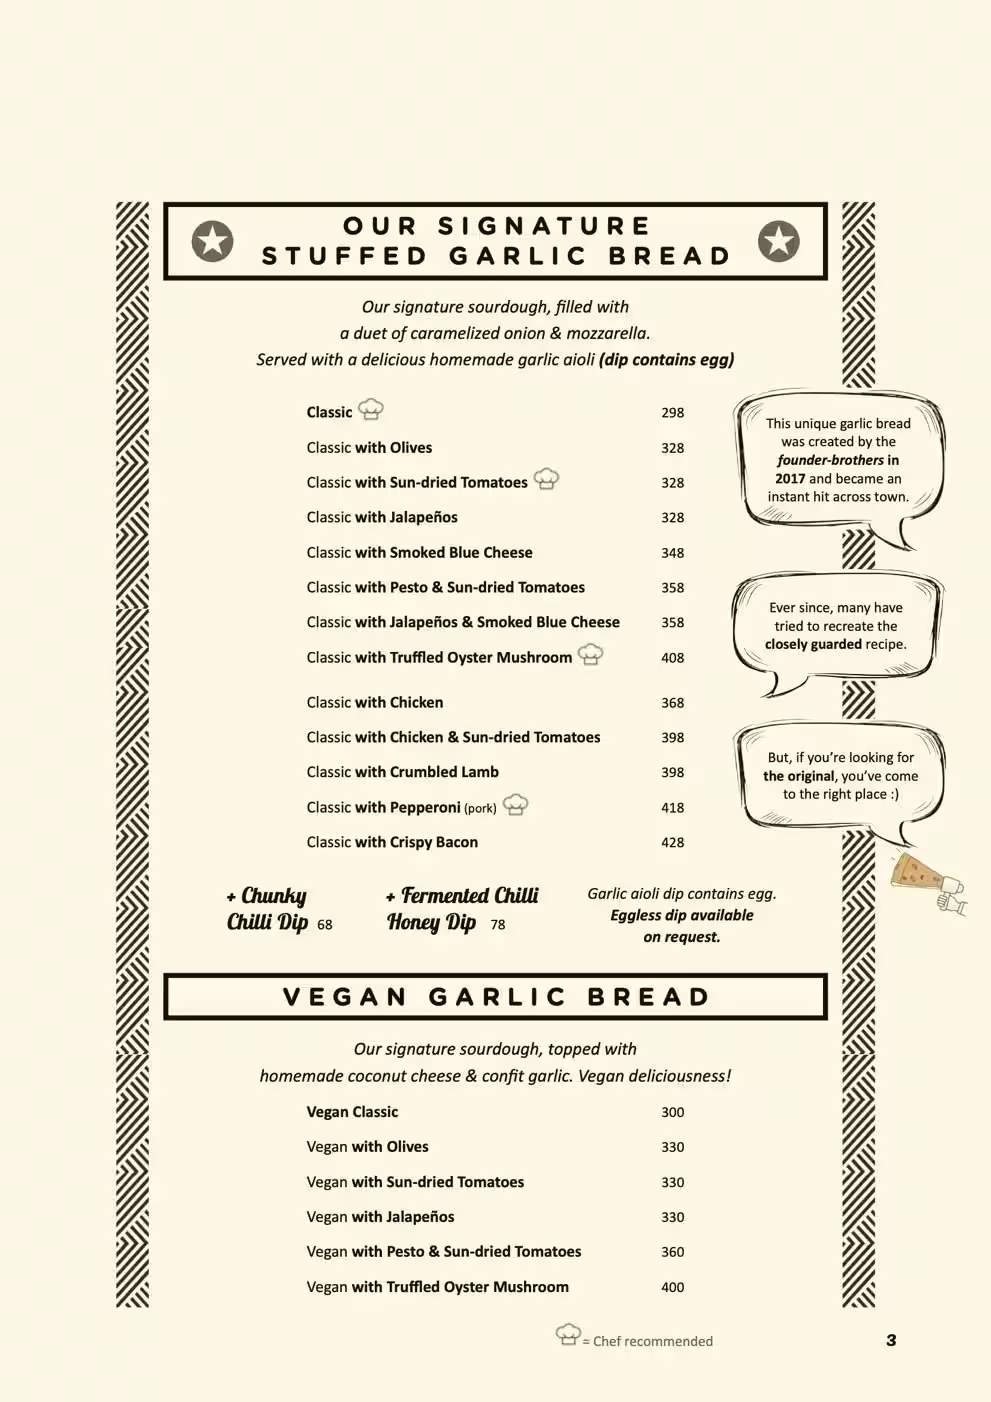 OUR SIGNATURE
STUFFED GARLIC BREAD
Our signature sourdough, filled with
a duet of caramelized onion & mozzarella.
Served with a delicious homemade garlic aioli (dip contains egg)
Classic 298
Classic with Olives 328
Classic with Sun-dried Tomatoes 328
Classic with Jalapeños 328
Classic with Smoked Blue Cheese 348
Classic with Pesto & Sun-dried Tomatoes 358
Classic with Jalapeños & Smoked Blue Cheese 358
Classic with Truffled Oyster Mushroom 408
Classic with Chicken 368
Classic with Chicken & Sun-dried Tomatoes 398
Classic with Crumbled Lamb 398
Classic with Pepperoni (pork) 418
Classic with Crispy Bacon 428
This unique garlic bread
was created by the
founder-brothers in
2017 and became an
instant hit across town.
Ever since, many have
tried to recreate the
closely guarded recipe.
But, if you're looking for
the original, you've come
to the right place :)
+ Chunky
Chilli Dip 68
+ Fermented Chilli
Honey Dip 78
Garlic aioli dip contains egg.
Eggless dip available
on request.
VEGAN GARLIC BREAD
Our signature sourdough, topped with
homemade coconut cheese & confit garlic. Vegan deliciousness!
Vegan Classic 300
Vegan with Olives 330
Vegan with Sun-dried Tomatoes 330
Vegan with Jalapeños 330
Vegan with Pesto & Sun-dried Tomatoes 360
Vegan with Truffled Oyster Mushroom 400
= Chef recommended
3